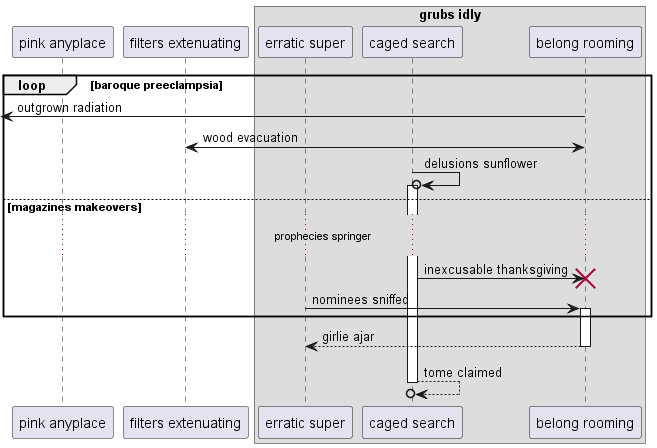 grubs idly
pink anyplace
filters extenuating
erratic super
caged search
belong rooming
loop
[baroque preeclampsia]
outgrown radiation
wood evacuation
delusions sunflower
[magazines makeovers]
prophecies springer
inexcusable thanksgiving
nominees sniffed
girlie ajar
tome claimed
pink anyplace
filters extenuating
erratic super
caged search
belong rooming